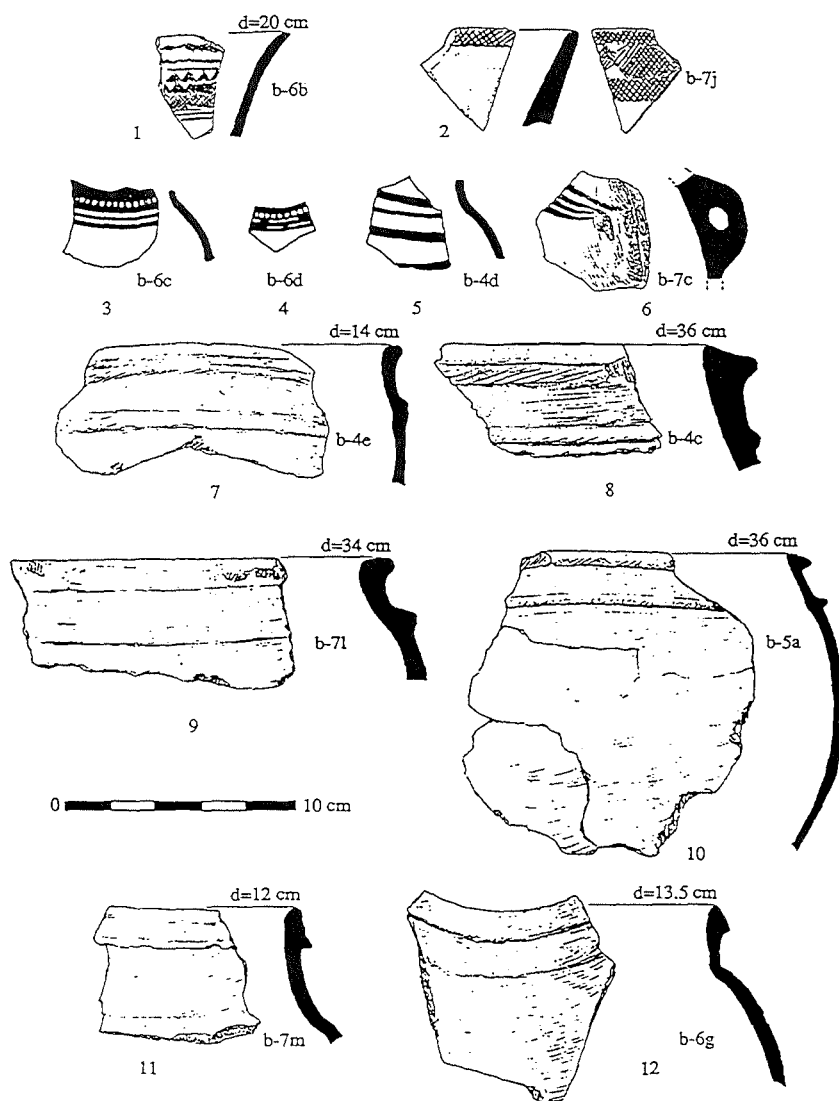 d=20 cm
b-6b
1
b-7j
2
b-6c
3
b-6d
4
b-4d
5
b-7c
6
d=14 cm
b-4e
7
d=36 cm
b-4c
8
d=34 cm
b-7l
9
d=36 cm
b-5a
10
0 10 cm
d=12 cm
b-7m
11
d=13.5 cm
b-6g
12